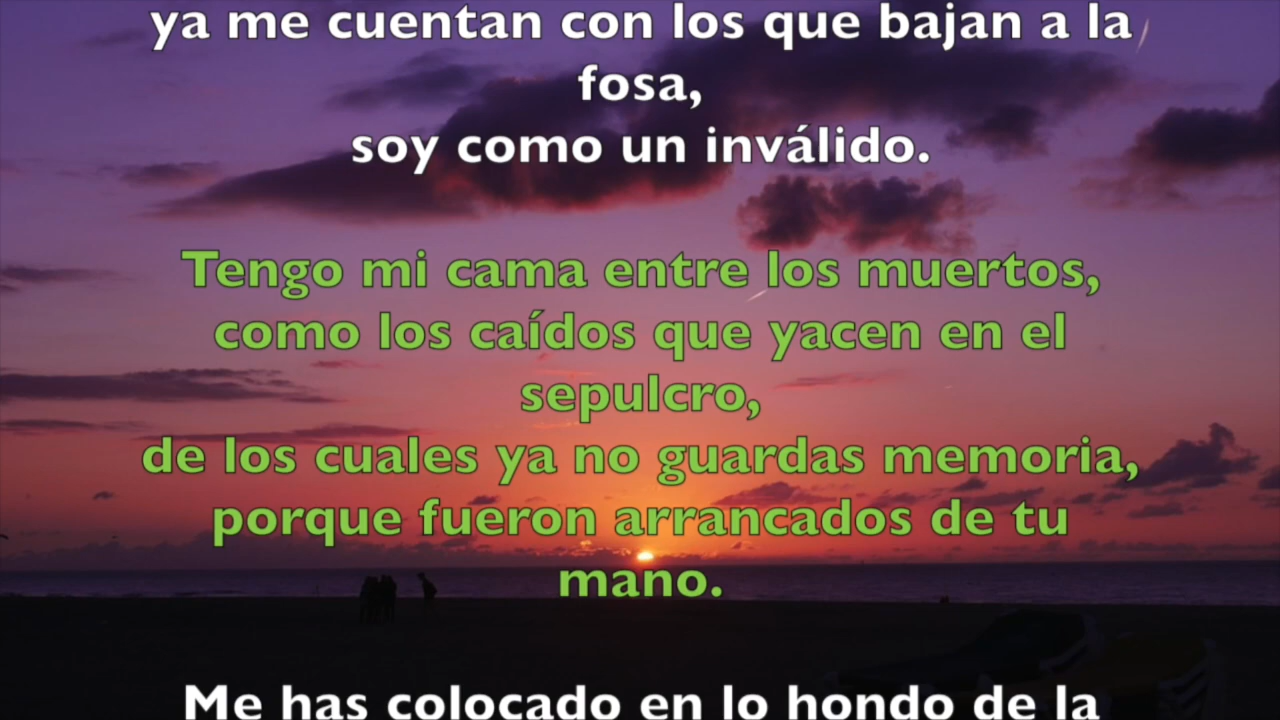 ya me cuentan con los que bajan a la
fosa,
soy como un inválido.
Tengo mi cama entre los muertos,
como los caídos que yacen en el
sepulcro,
de los cuales ya no guardas memoria,
porque fueron arrancados de tu
mano.
Me has colocado en lo hondo de la